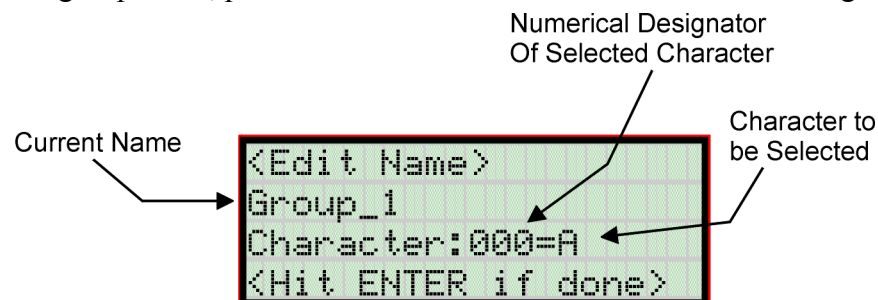 Numerical Designator
Of Selected Character
Current Name
Character to
be Selected
<Edit Name>
Group_1
Character:000=A
<Hit ENTER if done>